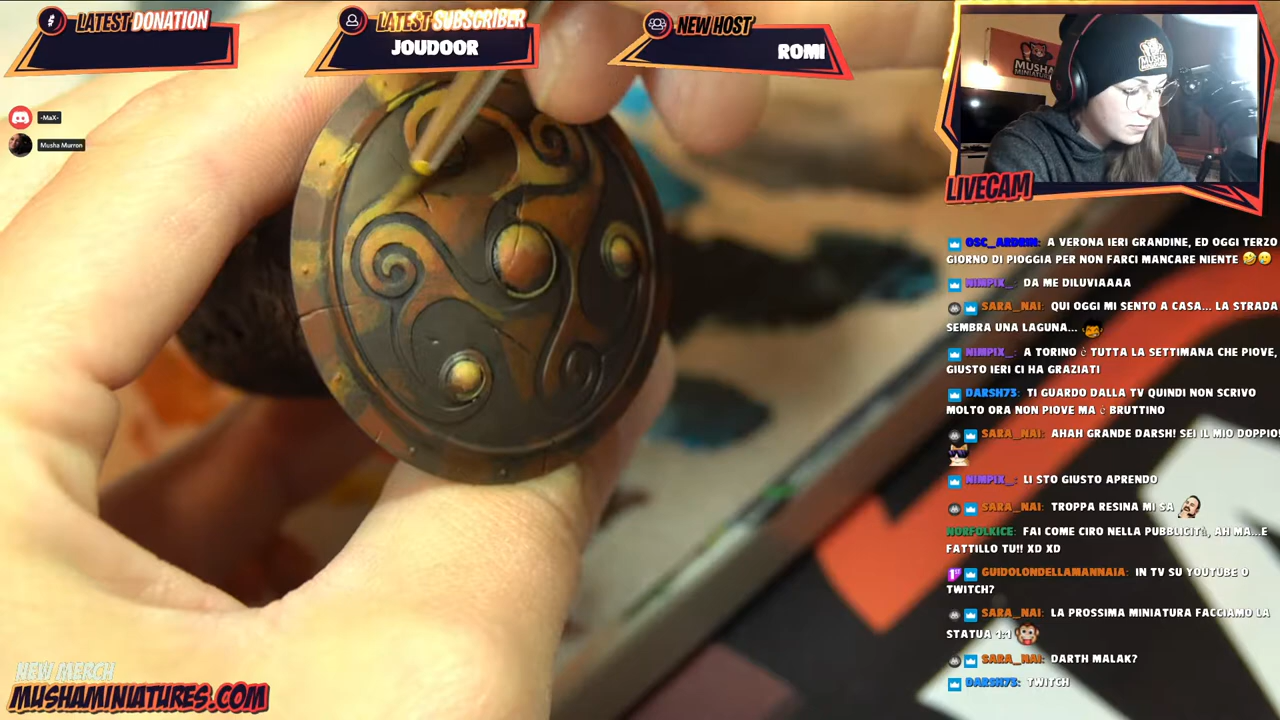 LATEST DONATION
LATEST SUBSCRIBER
JOUDOOR
NEW HOST
ROMI
-MaX-
Musha Murron
MUSHA
MINIATURE
MUSHA
LIVECAM
OSC_ARDRIN: A VERONA IERI GRANDINE, ED OGGI TERZO
GIORNO DI PIOGGIA PER NON FARCI MANCARE NIENTE 🤣🥲
NIMPIX_: DA ME DILUVIAAAA
SARA_NAI: QUI OGGI MI SENTO A CASA... LA STRADA
SEMBRA UNA LAGUNA...
NIMPIX_: A TORINO è TUTTA LA SETTIMANA CHE PIOVE,
GIUSTO IERI CI HA GRAZIATI
DARSH73: TI GUARDO DALLA TV QUINDI NON SCRIVO
MOLTO ORA NON PIOVE MA è BRUTTINO
SARA_NAI: AHAH GRANDE DARSH! SEI IL MIO DOPPIO!
NIMPIX_: LI STO GIUSTO APRENDO
SARA_NAI: TROPPA RESINA MI SA
NORFOLKICE: FAI COME CIRO NELLA PUBBLICITà, AH MA...E
FATTILLO TU!! XD XD
GUIDOLONDELLAMANNAIA: IN TV SU YOUTUBE O
TWITCH?
SARA_NAI: LA PROSSIMA MINIATURA FACCIAMO LA
STATUA 1:1
SARA_NAI: DARTH MALAK?
DARSH73: TWITCH
NEW MERCH
MUSHAMINIATURES.COM